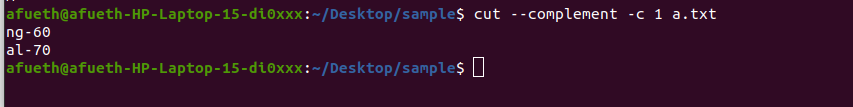 afueth@afueth-HP-Laptop-15-di0xxx:~/Desktop/sample$ cut --complement -c 1 a.txt
ng-60
al-70
afueth@afueth-HP-Laptop-15-di0xxx:~/Desktop/sample$